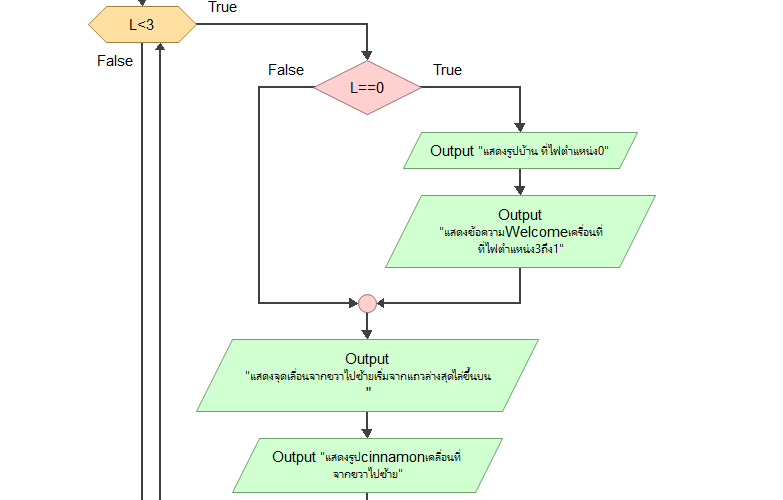 True
L<3
False
False
True
L==0
Output "แสดงรูปบ้าน ที่ไฟตำแหน่ง0"
Output
"แสดงข้อความWelcomeเครื่อนที่
ที่ไฟตำแหน่ง3ถึง1"
Output
"แสดงจุดเลื่อนจากขวาไปซ้ายเริ่มจากแถวล่างสุดไล่ขึ้นบน
"
Output "แสดงรูปcinnamonเคลื่อนที่
จากขวาไปซ้าย"